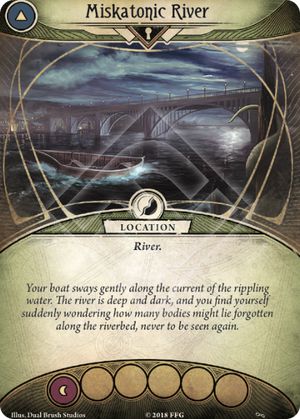 Miskatonic River
LOCATION
River.
Your boat sways gently along the current of the rippling
water. The river is deep and dark, and you find yourself
suddenly wondering how many bodies might lie forgotten
along the riverbed, never to be seen again.
Illus. Dual Brush Studios
© 2018 FFG